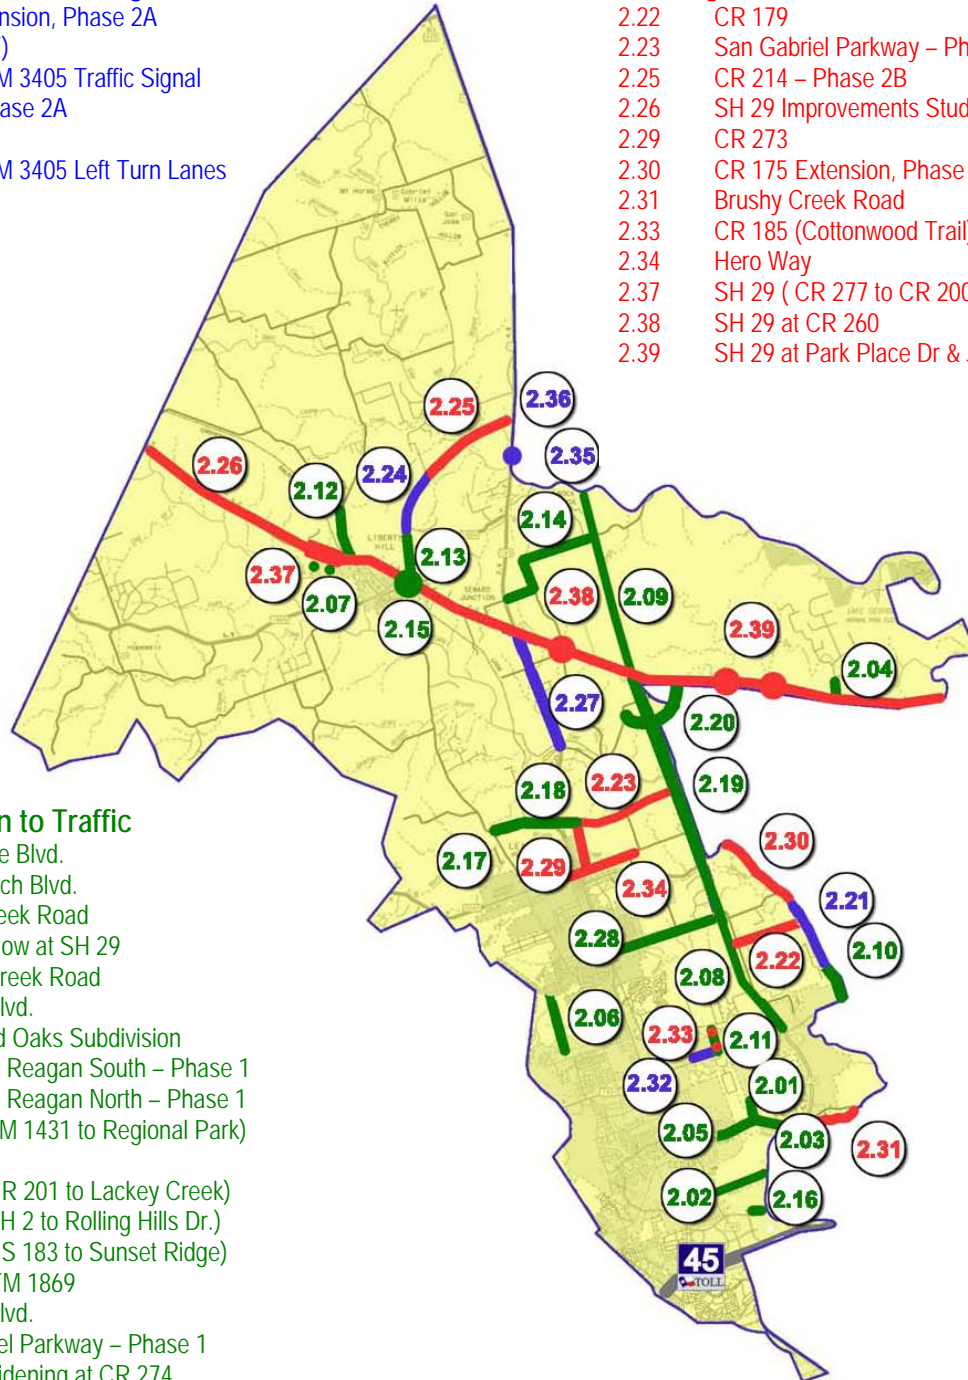 nsion, Phase 2A
)
M 3405 Traffic Signal
ase 2A
M 3405 Left Turn Lanes
2.22 CR 179
2.23 San Gabriel Parkway – Ph
2.25 CR 214 – Phase 2B
2.26 SH 29 Improvements Stud
2.29 CR 273
2.30 CR 175 Extension, Phase
2.31 Brushy Creek Road
2.33 CR 185 (Cottonwood Trail)
2.34 Hero Way
2.37 SH 29 ( CR 277 to CR 200
2.38 SH 29 at CR 260
2.39 SH 29 at Park Place Dr & J
2.25
2.36
2.35
2.26
2.24
2.12
2.14
2.13
LIBERTY
HILL
2.37
2.07
2.15
SEWARD
JUNCTION
2.38
2.09
2.39
2.04
2.27
2.20
2.18
2.23
2.19
2.17
2.29
2.34
2.30
2.21
2.28
2.10
2.22
2.08
2.06
2.33
2.11
2.32
2.01
2.05
2.03
2.31
2.02
2.16
45
TOLL
n to Traffic
e Blvd.
ch Blvd.
eek Road
ow at SH 29
reek Road
lvd.
d Oaks Subdivision
Reagan South – Phase 1
Reagan North – Phase 1
M 1431 to Regional Park)
R 201 to Lackey Creek)
H 2 to Rolling Hills Dr.)
S 183 to Sunset Ridge)
M 1869
lvd.
el Parkway – Phase 1
idening at CR 274